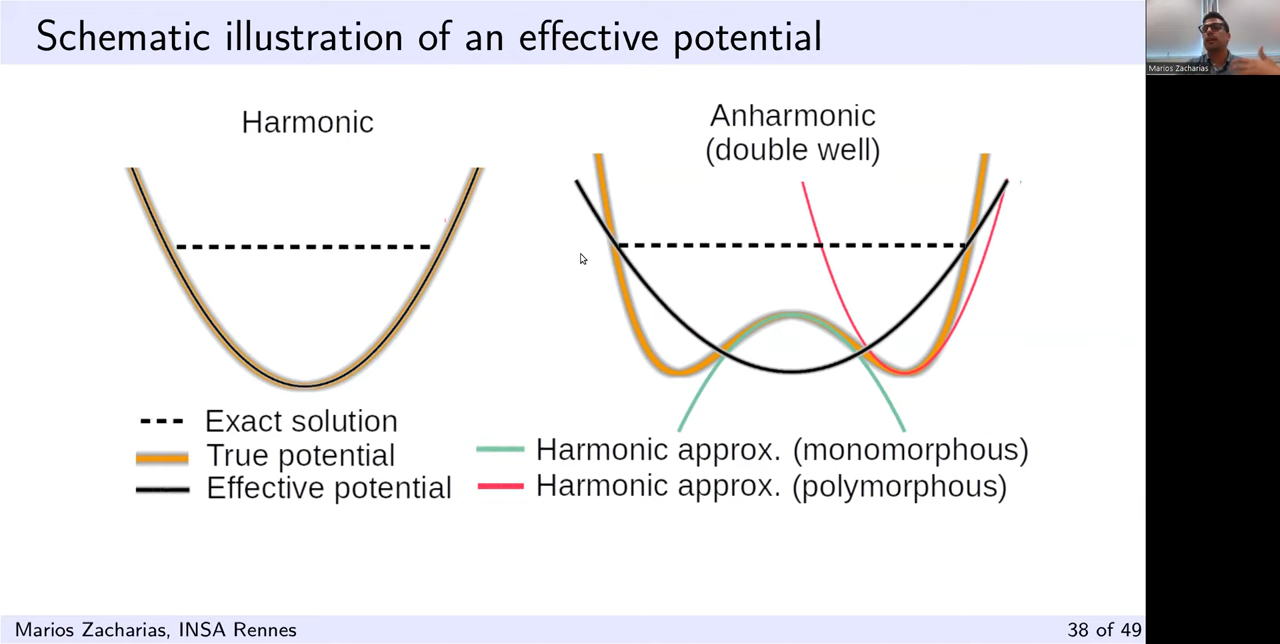 Schematic illustration of an effective potential
Marios Zacharias
Harmonic
Anharmonic
(double well)
Exact solution
True potential
Effective potential
Harmonic approx. (monomorphous)
Harmonic approx. (polymorphous)
Marios Zacharias, INSA Rennes
38 of 49